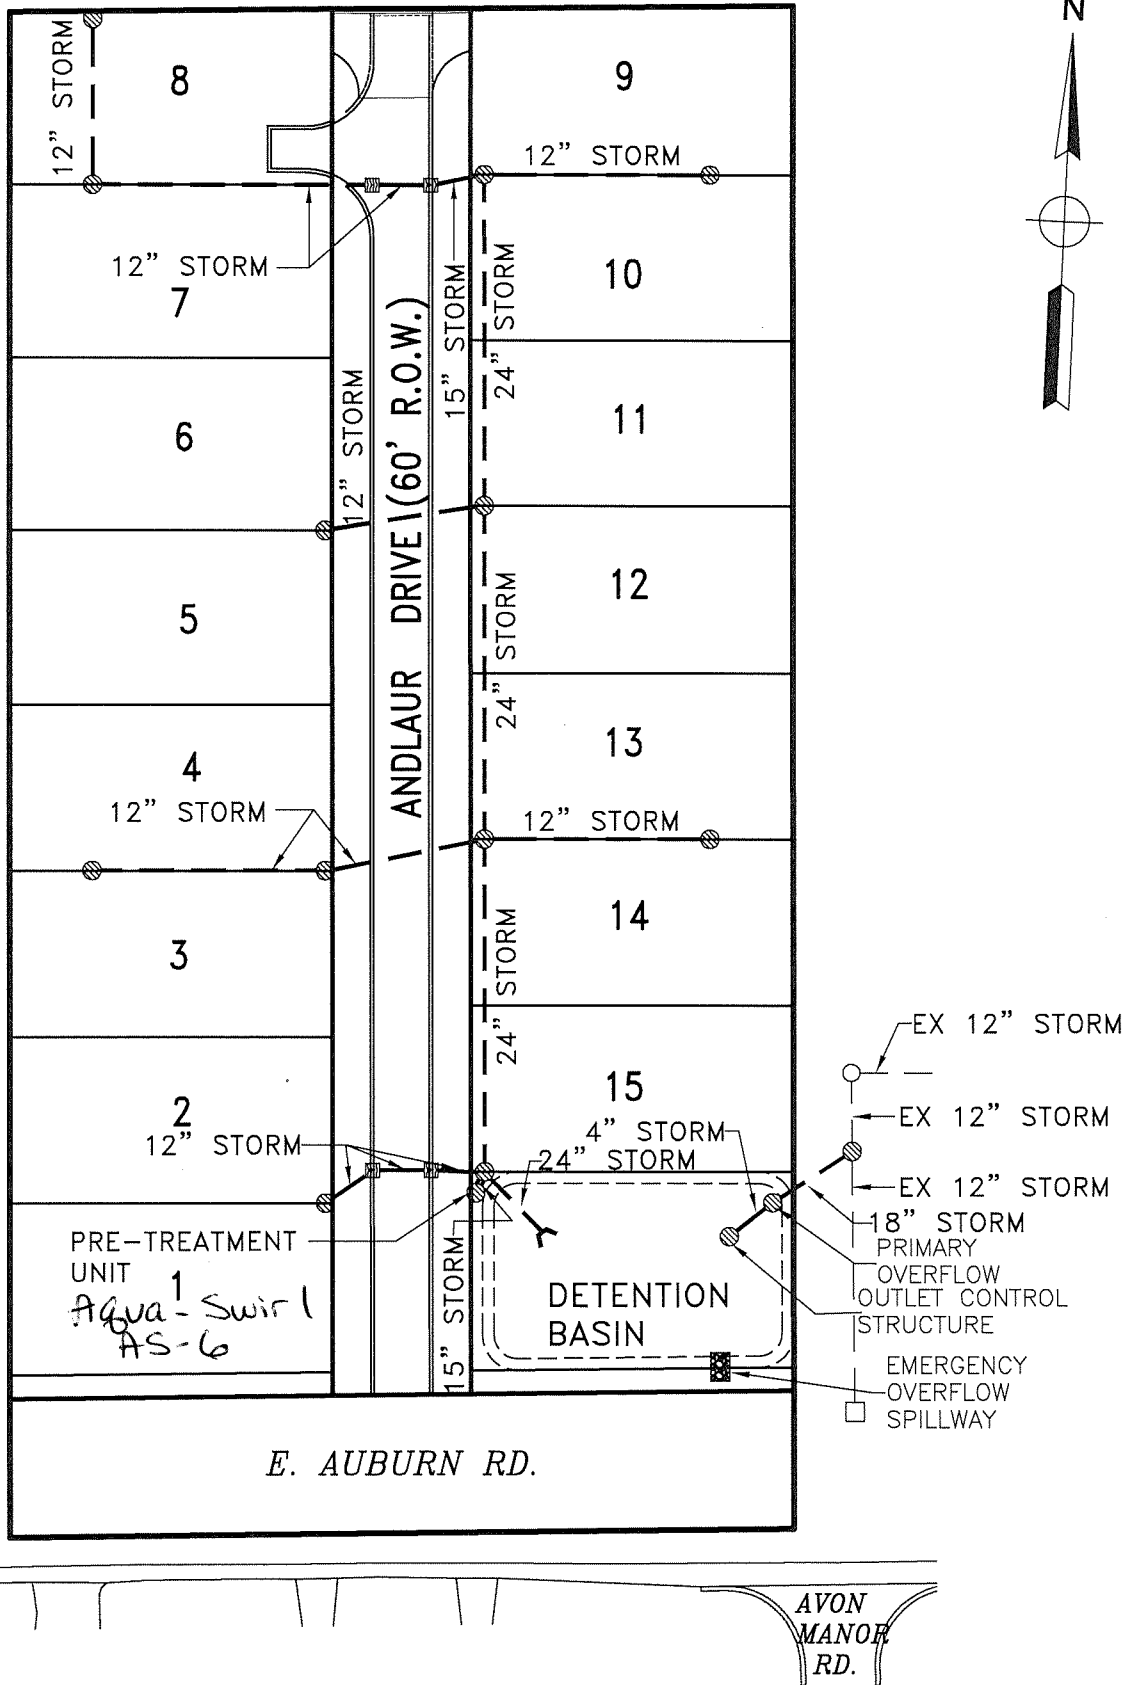 N
8
9
12” STORM
12” STORM
12” STORM
7
10
15” STORM
24” STORM
ANDLAUR DRIVE (60’ R.O.W.)
12” STORM
6
11
5
12
24” STORM
4
13
12” STORM
12” STORM
3
14
24” STORM
2
15
12” STORM
4” STORM
24” STORM
EX 12” STORM
EX 12” STORM
EX 12” STORM
18” STORM
PRIMARY
OVERFLOW
OUTLET CONTROL
STRUCTURE
EMERGENCY
OVERFLOW
SPILLWAY
PRE-TREATMENT
UNIT
1
Aqua-Swirl
AS-6
15” STORM
DETENTION
BASIN
E. AUBURN RD.
AVON
MANOR
RD.